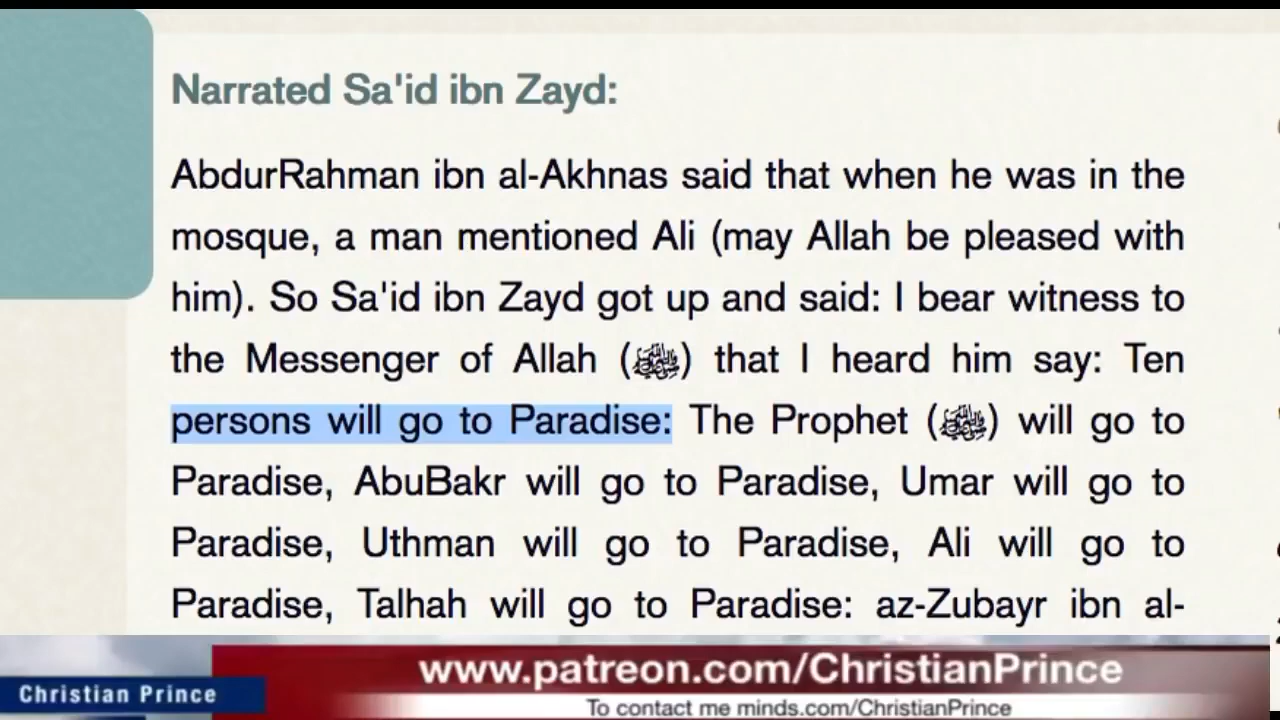 Narrated Sa'id ibn Zayd:
AbdurRahman ibn al-Akhnas said that when he was in the
mosque, a man mentioned Ali (may Allah be pleased with
him). So Sa'id ibn Zayd got up and said: I bear witness to
the Messenger of Allah (ﷺ) that I heard him say: Ten
persons will go to Paradise: The Prophet (ﷺ) will go to
Paradise, AbuBakr will go to Paradise, Umar will go to
Paradise, Uthman will go to Paradise, Ali will go to
Paradise, Talhah will go to Paradise: az-Zubayr ibn al-
www.patreon.com/ChristianPrince
Christian Prince
To contact me minds.com/ChristianPrince